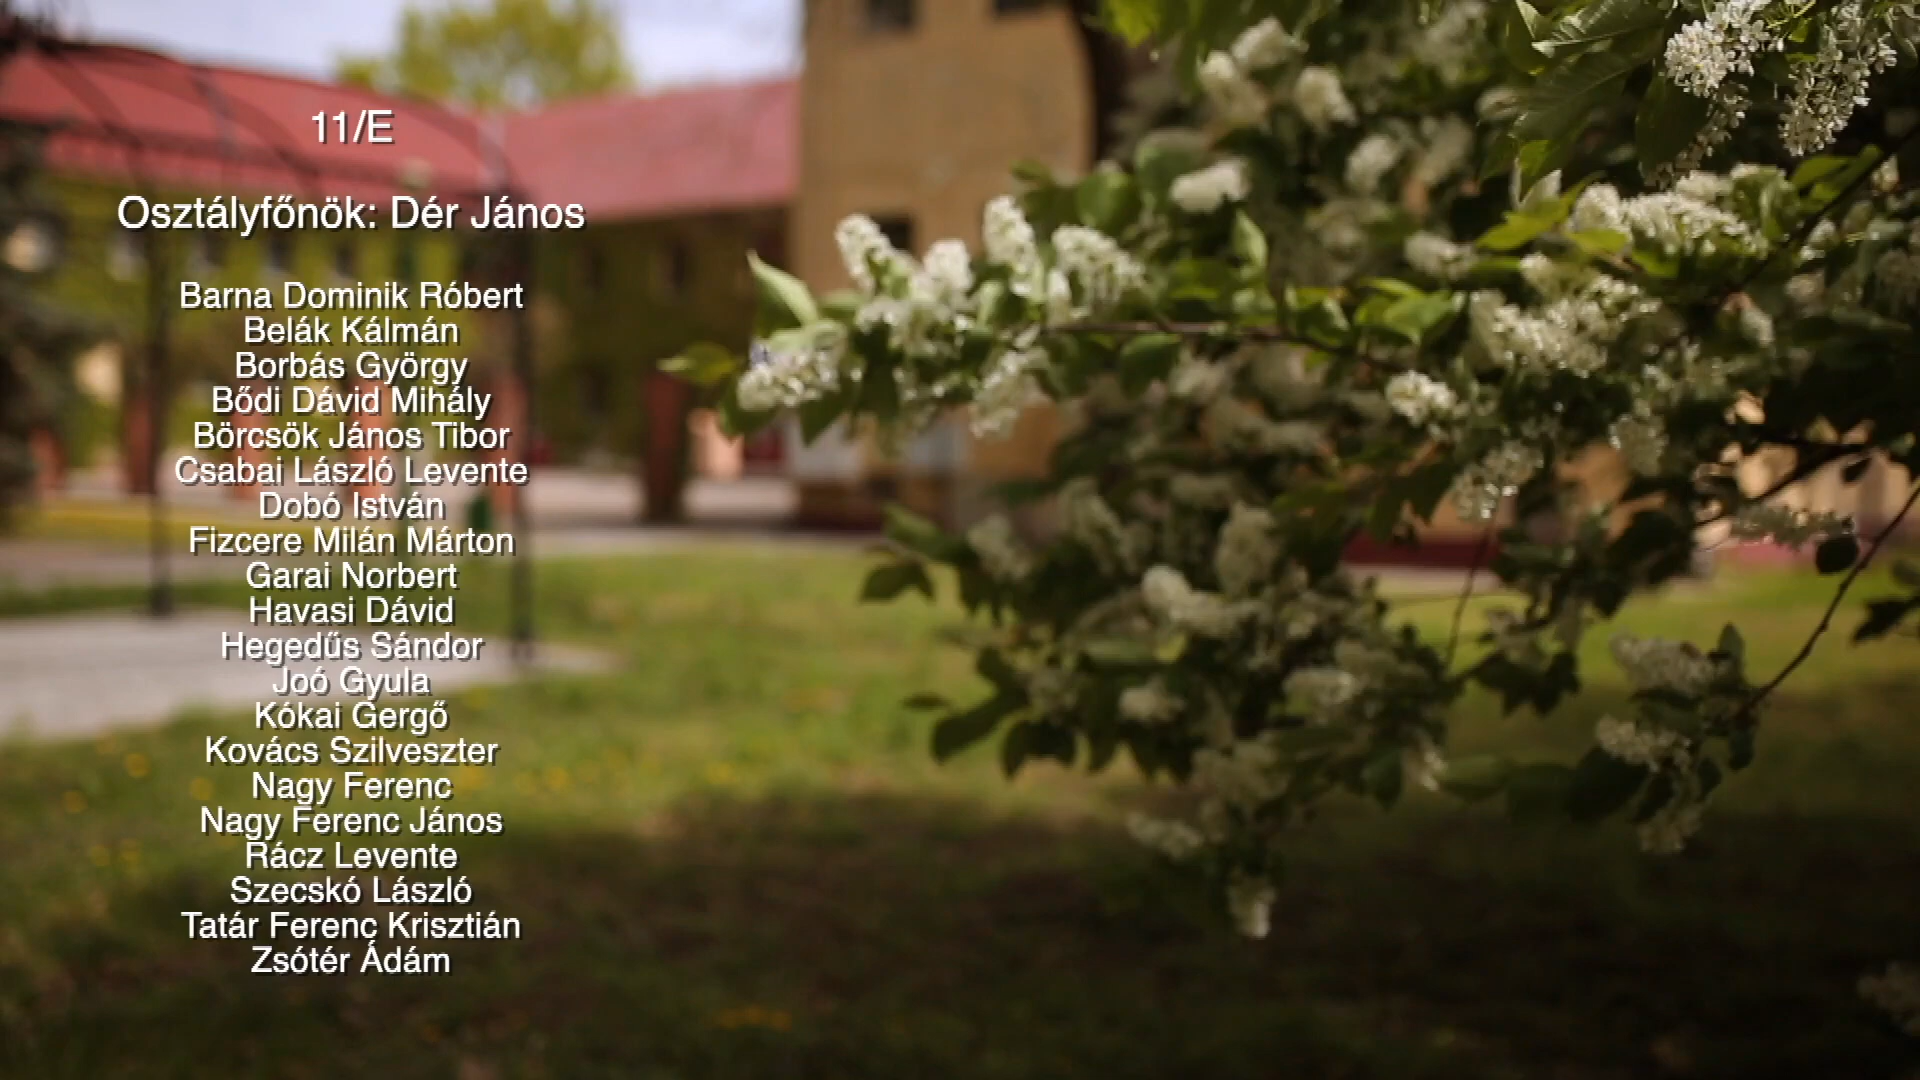 11/E
Osztályfőnök: Dér János
Barna Dominik Róbert
Belák Kálmán
Borbás György
Bődi Dávid Mihály
Börcsök János Tibor
Csabai László Levente
Dobó István
Fizcere Milán Márton
Garai Norbert
Havasi Dávid
Hegedűs Sándor
Joó Gyula
Kókai Gergő
Kovács Szilveszter
Nagy Ferenc
Nagy Ferenc János
Rácz Levente
Szecskó László
Tatár Ferenc Krisztián
Zsótér Ádám